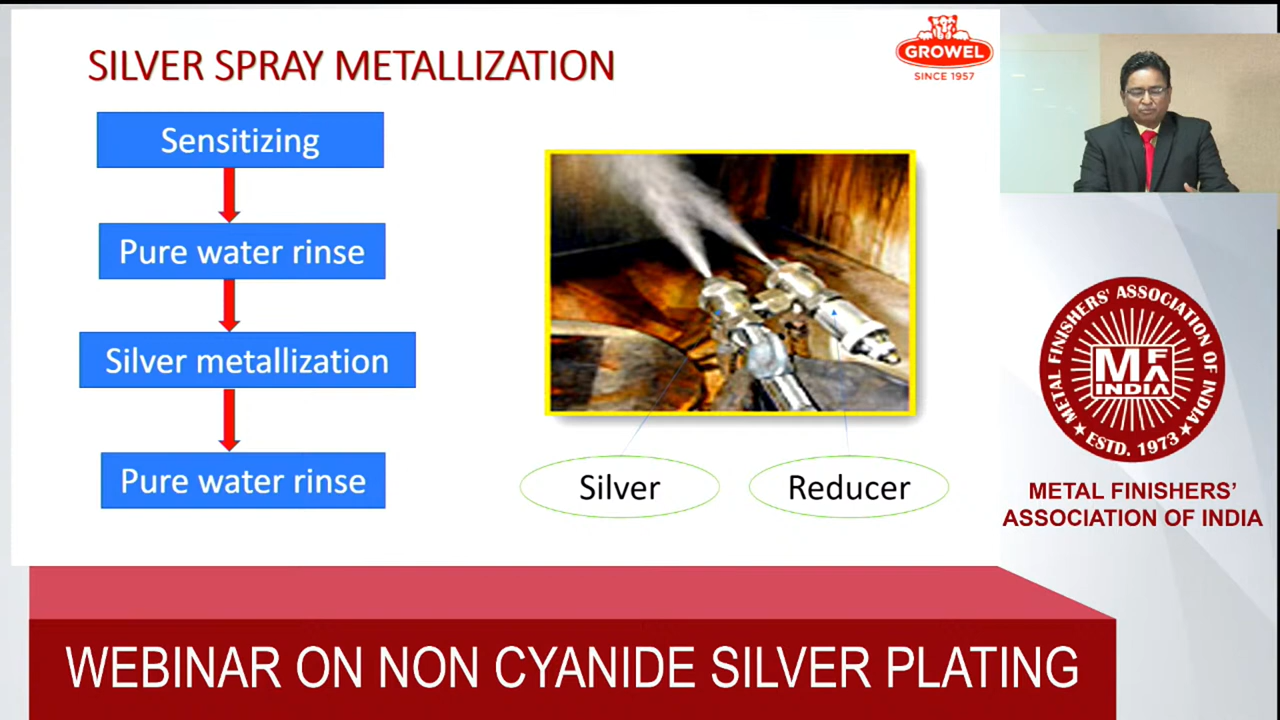 SILVER SPRAY METALLIZATION
GROWEL
SINCE 1957
Sensitizing
Pure water rinse
Silver metallization
Pure water rinse
Silver
Reducer
METAL FINISHERS' ASSOCIATION OF INDIA
MFA
INDIA
★ ESTD. 1973 ★
METAL FINISHERS’
ASSOCIATION OF INDIA
WEBINAR ON NON CYANIDE SILVER PLATING